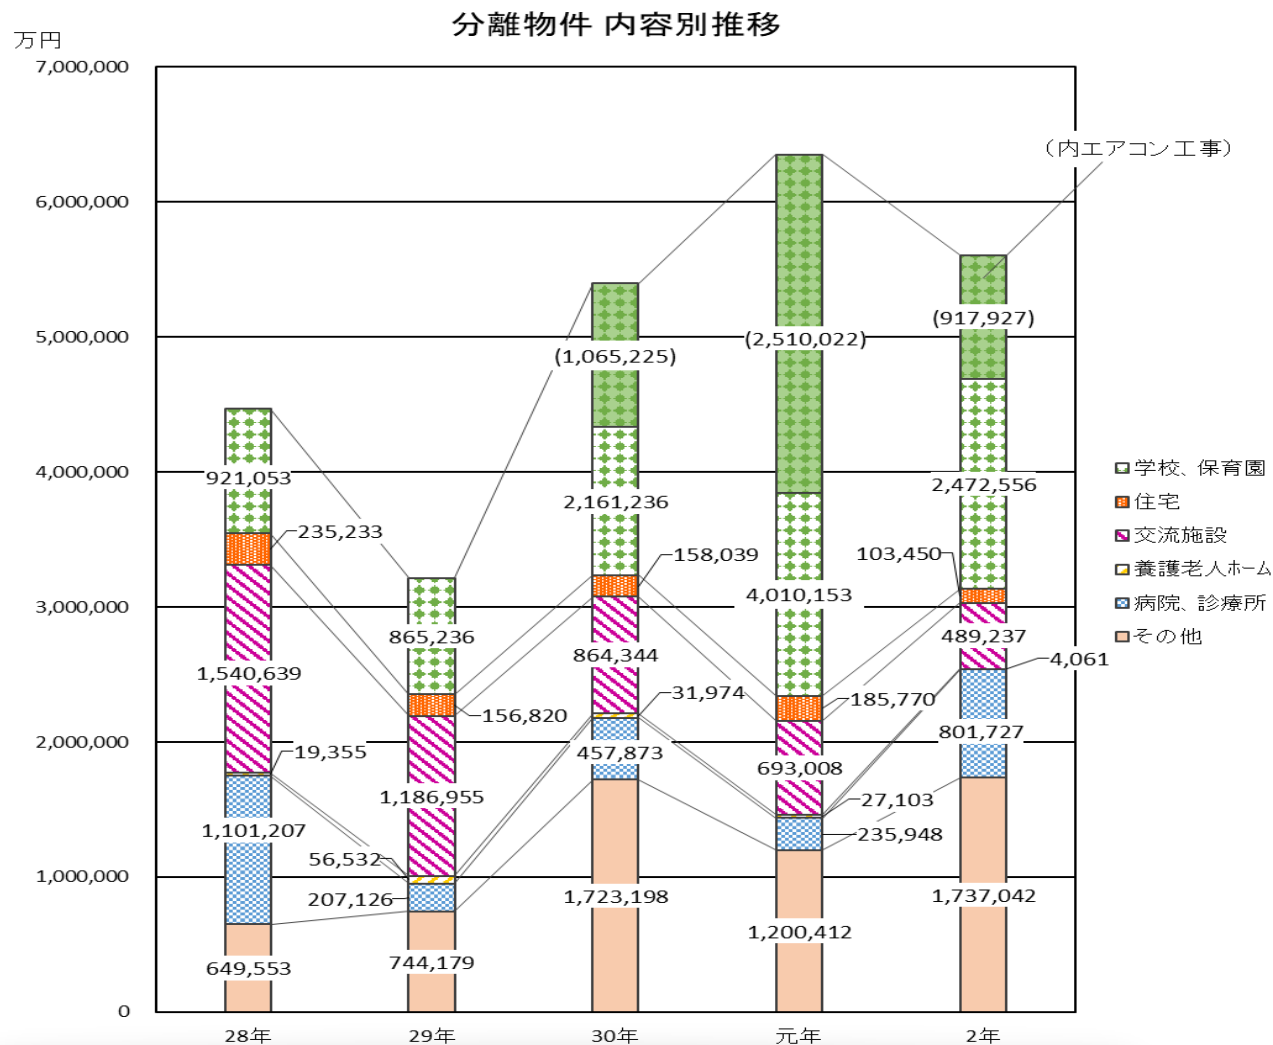 分離物件 内容別推移
万円
7,000,000
6,000,000
5,000,000
4,000,000
3,000,000
2,000,000
1,000,000
0
921,053
235,233
1,540,639
19,355
1,101,207
649,553
865,236
156,820
1,186,955
56,532
207,126
744,179
(1,065,225)
2,161,236
158,039
864,344
31,974
457,873
1,723,198
(2,510,022)
4,010,153
185,770
693,008
27,103
235,948
1,200,412
(内エアコン工事)
(917,927)
2,472,556
103,450
489,237
4,061
801,727
1,737,042
28年
29年
30年
元年
2年
学校、保育園
住宅
交流施設
養護老人ホーム
病院、診療所
その他